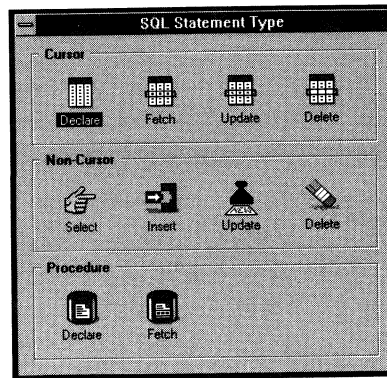 SQL Statement Type
Cursor
Declare Fetch Update Delete
Non-Cursor
Select Insert Update Delete
Procedure
Declare Fetch